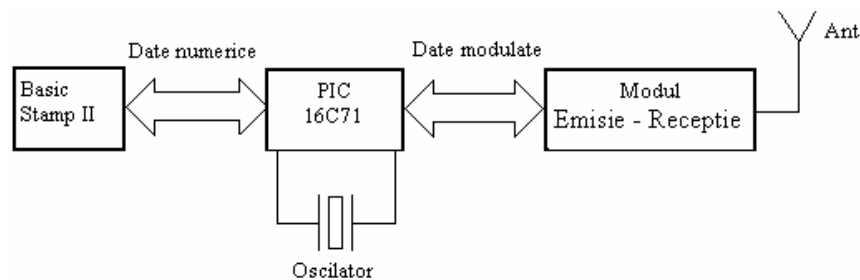 Date numerice
Date modulate
Ant
Basic
Stamp II
PIC
16C71
Modul
Emisie - Receptie
Oscilator